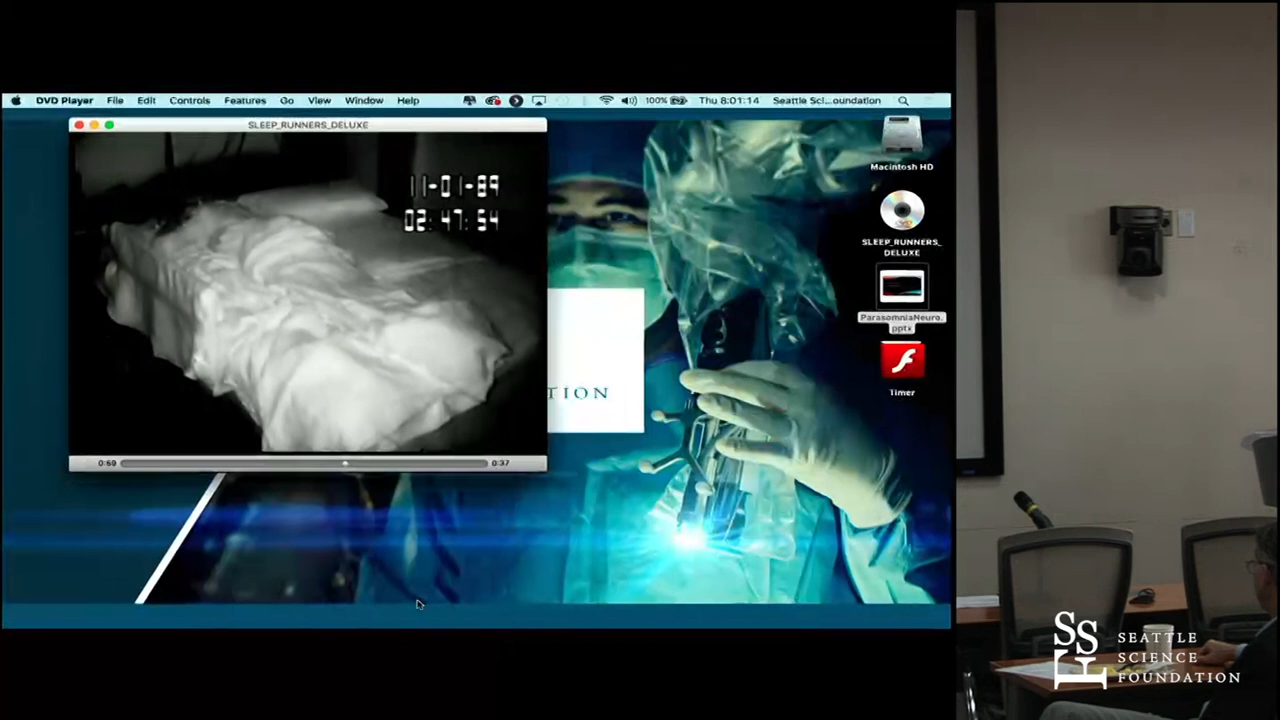 DVD Player File Edit Controls Features Go View Window Help 100% Thu 8:01:14 Seattle Sci...oundation
SLEEP_RUNNERS_DELUXE
11-01-89
02:47:54
0:59
0:37
TION
Macintosh HD
DVD
SLEEP_RUNNERS_
DELUXE
ParasomniaNeuro.
pptx
Timer
SSF
SEATTLE
SCIENCE
FOUNDATION